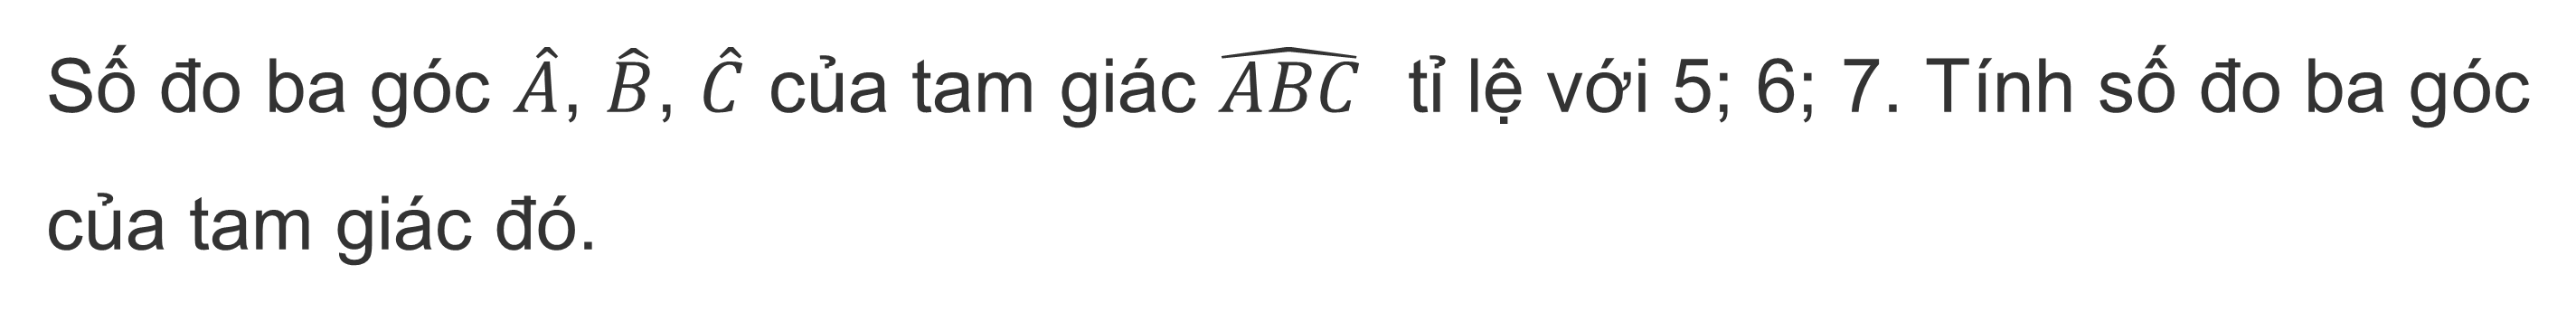 Số đo ba góc Â, B̂, Ĉ của tam giác \widehat{ABC} tỉ lệ với 5; 6; 7. Tính số đo ba góc
của tam giác đó.